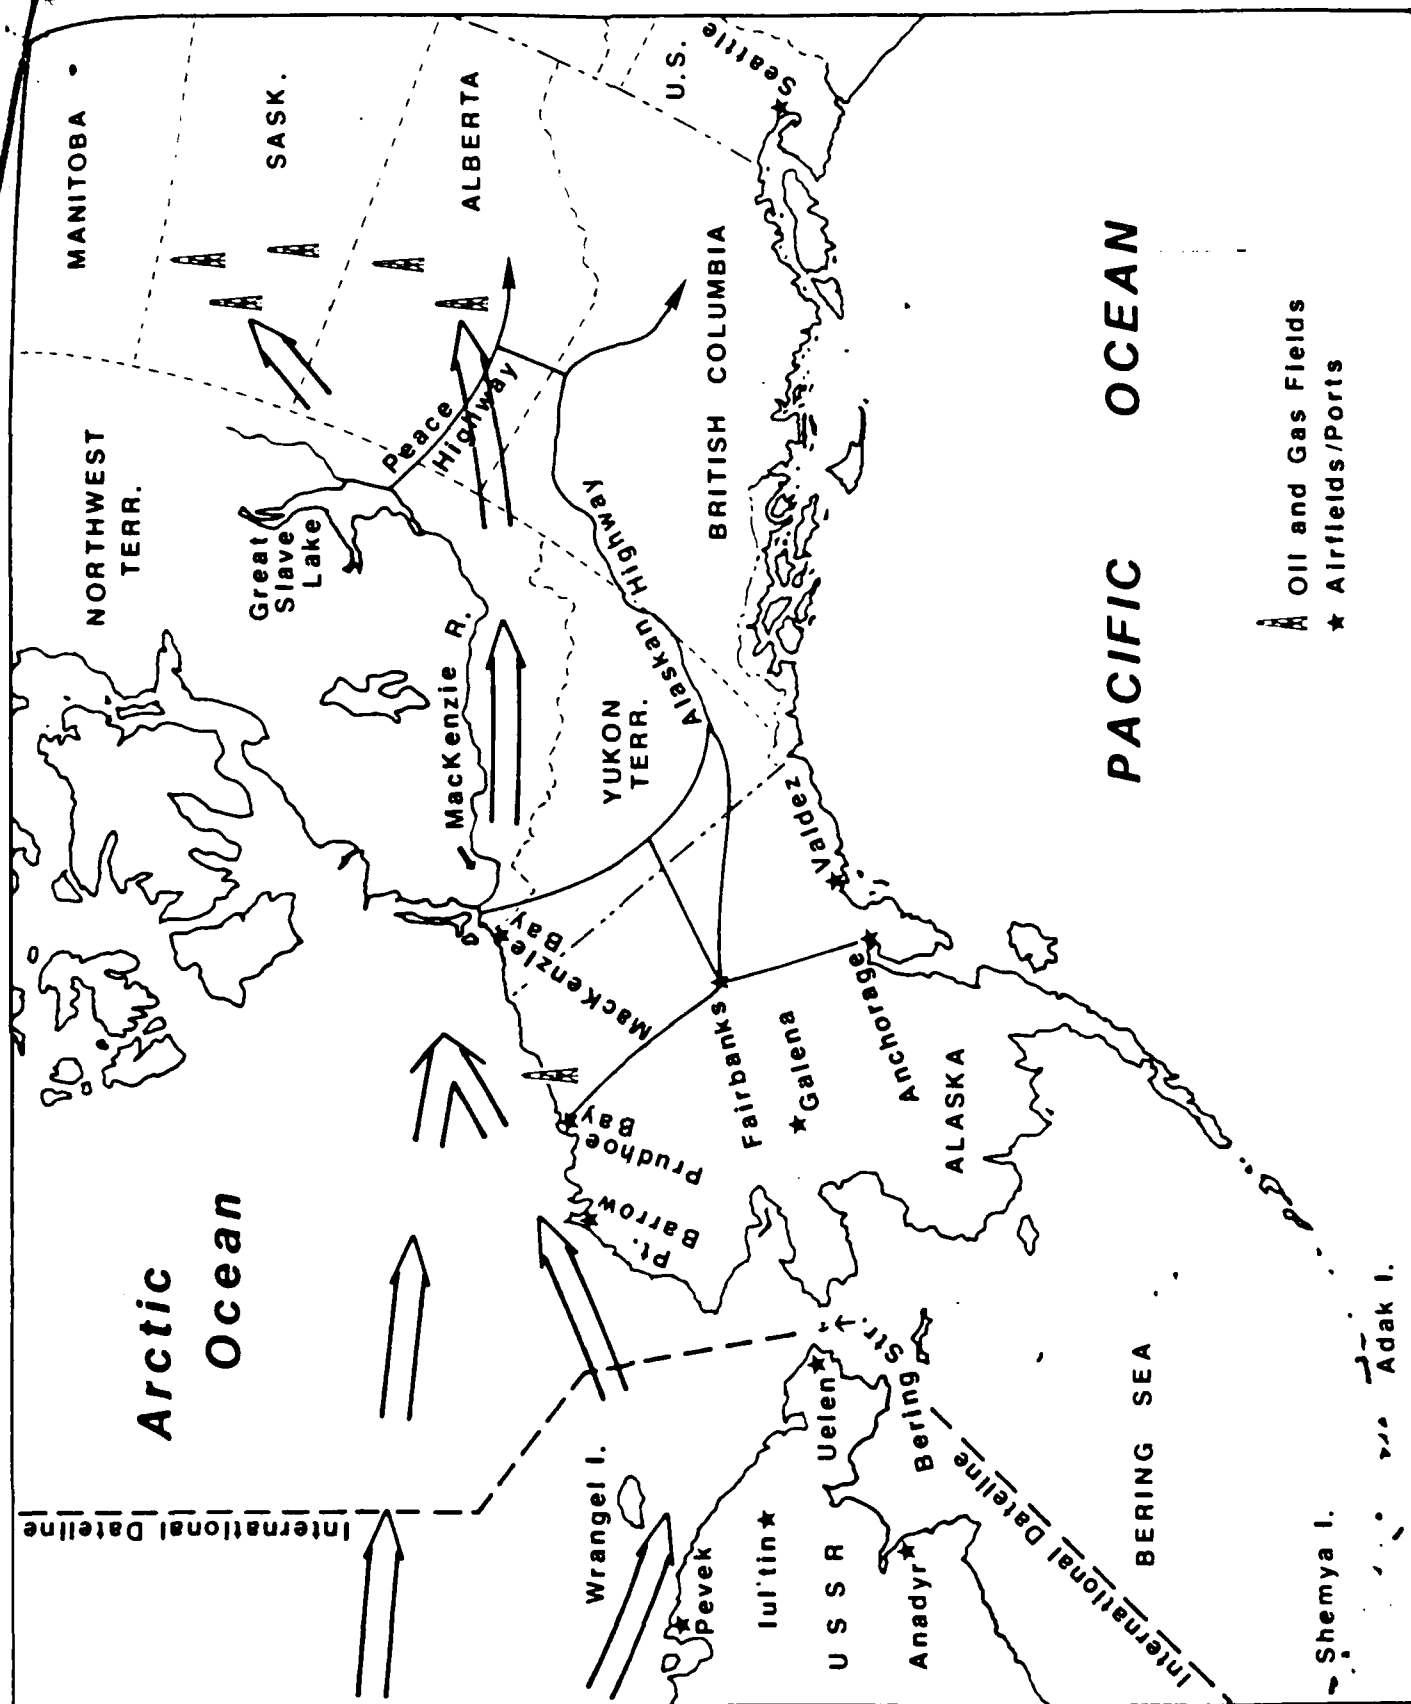 MANITOBA
SASK.
ALBERTA
U.S.
Seattle
NORTHWEST
TERR.
Great
Slave
Lake
Peace
Highway
BRITISH COLUMBIA
MacKenzie R.
YUKON
TERR.
Alaskan Highway
Valdez
MacKenzie
Bay
Fairbanks
Galena
Anchorage
ALASKA
Prudhoe
Bay
Pt.
Barrow
Arctic
Ocean
PACIFIC OCEAN
Oil and Gas Fields
Airfields/Ports
International Dateline
Wrangel I.
Pevek
Iul'tin
USSR
Uelen
Anadyr
Bering Str.
International Dateline
BERING SEA
Shemya I.
Adak I.